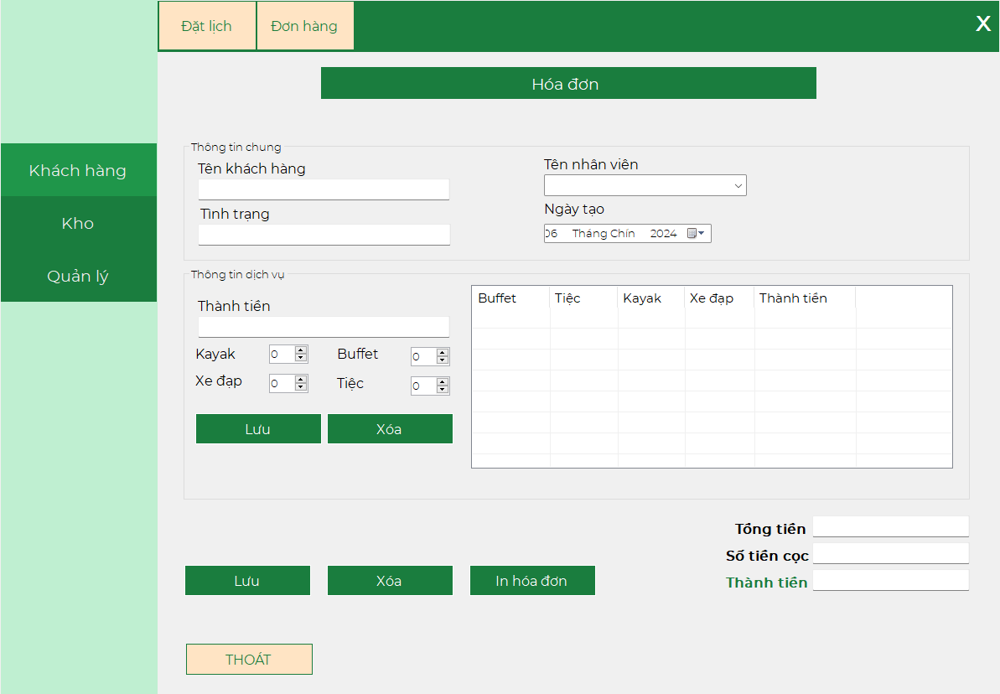 Đặt lịch
Đơn hàng
X
Hóa đơn
Khách hàng
Kho
Quản lý
Thông tin chung
Tên khách hàng
Tình trạng
Tên nhân viên
Ngày tạo
06 Tháng Chín 2024
Thông tin dịch vụ
Thành tiền
Kayak 0 Buffet 0
Xe đạp 0 Tiệc 0
Lưu Xóa
Buffet Tiệc Kayak Xe đạp Thành tiền
Tổng tiền
Số tiền cọc
Thành tiền
Lưu Xóa In hóa đơn
THOÁT